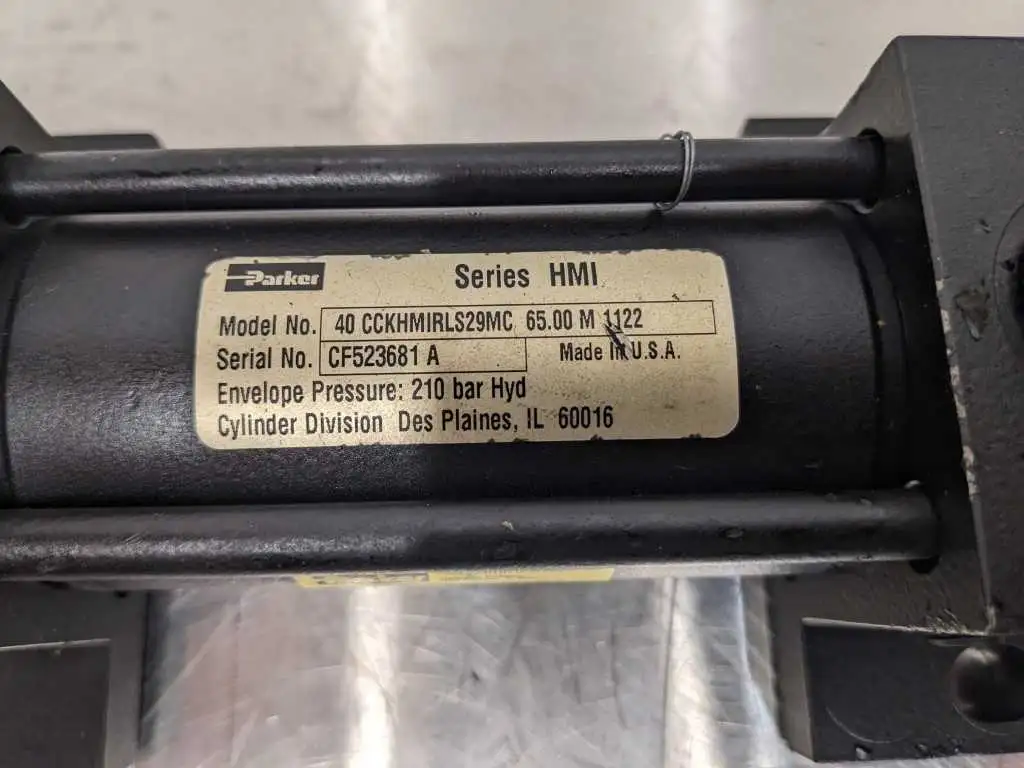 Parker Series HMI
Model No. 40 CCKHMIRLS29MC 65.00 M 1122
Serial No. CF523681 A Made In U.S.A.
Envelope Pressure: 210 bar Hyd
Cylinder Division Des Plaines, IL 60016